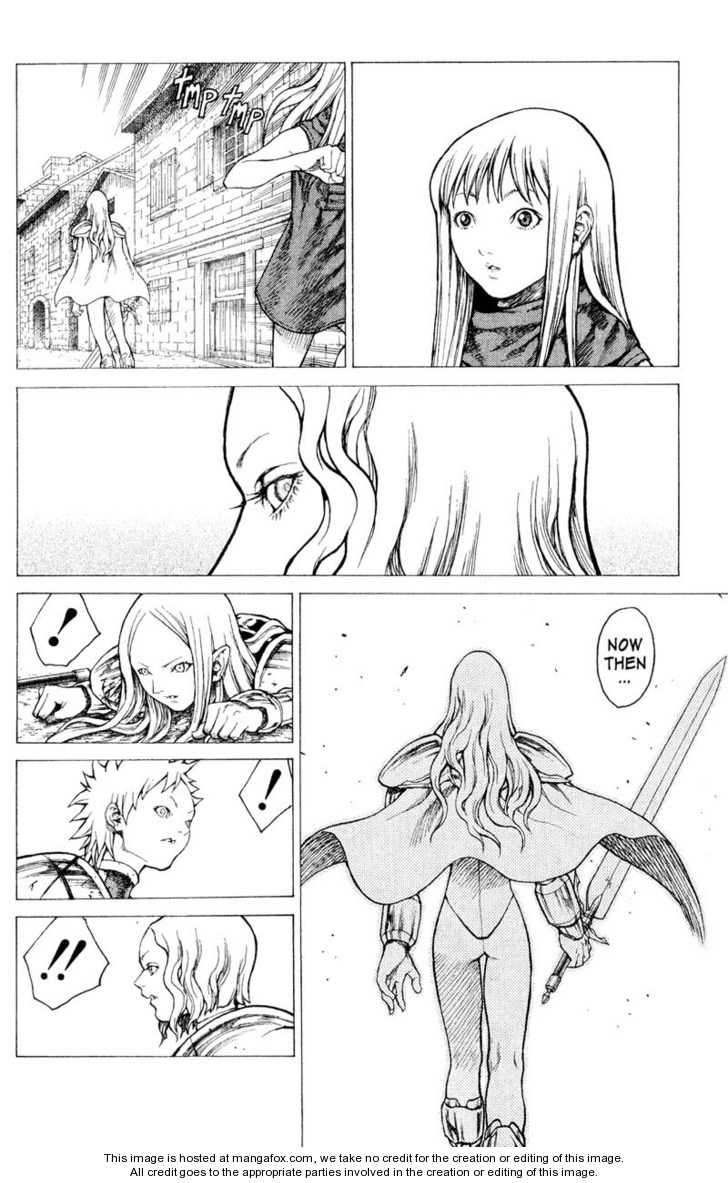 TMP TMP
NOW
THEN
...
!
!
!!
This image is hosted at mangafox.com, we take no credit for the creation or editing of this image.
All credit goes to the appropriate parties involved in the creation or editing of this image.